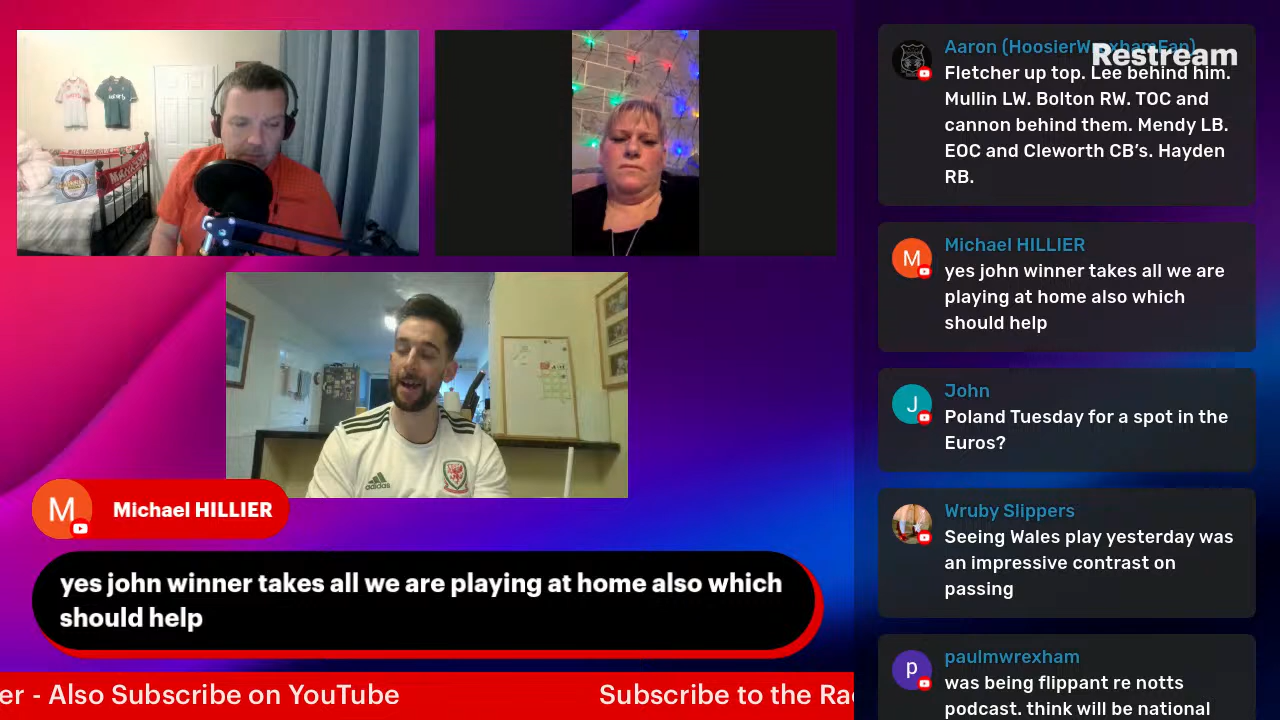 Restream
Aaron (HoosierWrexhamFan)
Fletcher up top. Lee behind him.
Mullin LW. Bolton RW. TOC and
cannon behind them. Mendy LB.
EOC and Cleworth CB’s. Hayden
RB.
M
Michael HILLIER
yes john winner takes all we are
playing at home also which
should help
J
John
Poland Tuesday for a spot in the
Euros?
Wruby Slippers
Seeing Wales play yesterday was
an impressive contrast on
passing
p
paulmwrexham
was being flippant re notts
podcast. think will be national
adidas
M
Michael HILLIER
yes john winner takes all we are playing at home also which
should help
er - Also Subscribe on YouTube
Subscribe to the Ra